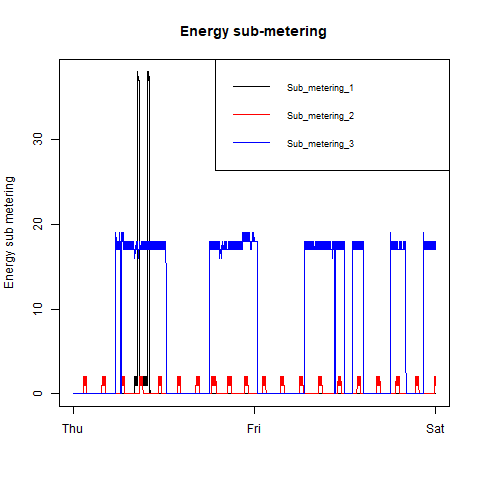 Energy sub-metering
Sub_metering_1
Sub_metering_2
Sub_metering_3
Energy sub metering
30
20
10
0
Thu
Fri
Sat